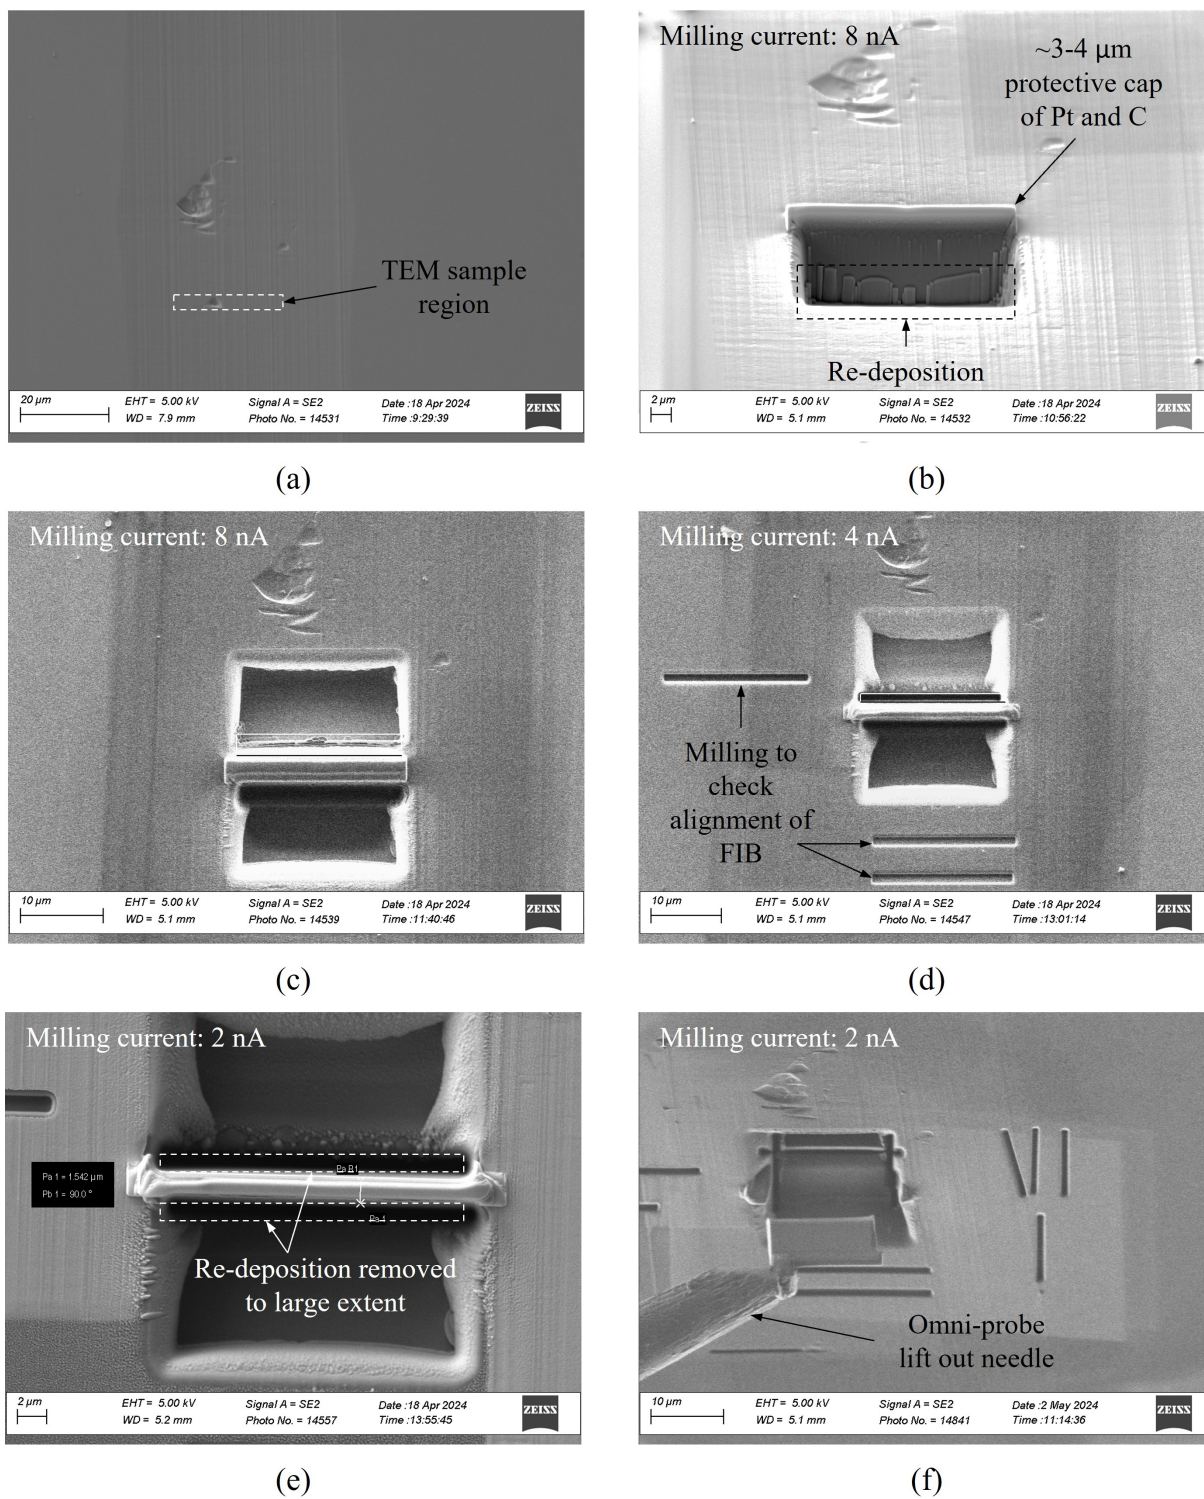 TEM sample
region
20 µm
EHT = 5.00 kV
Signal A = SE2
Date :18 Apr 2024
WD = 7.9 mm
Photo No. = 14531
Time :9:29:39
ZEISS
(a)
Milling current: 8 nA
~3-4 µm
protective cap
of Pt and C
Re-deposition
2 µm
EHT = 5.00 kV
Signal A = SE2
Date :18 Apr 2024
WD = 5.1 mm
Photo No. = 14532
Time :10:56:22
ZEISS
(b)
Milling current: 8 nA
10 µm
EHT = 5.00 kV
Signal A = SE2
Date :18 Apr 2024
WD = 5.1 mm
Photo No. = 14539
Time :11:40:46
ZEISS
(c)
Milling current: 4 nA
Milling to
check
alignment of
FIB
10 µm
EHT = 5.00 kV
Signal A = SE2
Date :18 Apr 2024
WD = 5.1 mm
Photo No. = 14547
Time :13:01:14
ZEISS
(d)
Milling current: 2 nA
Pa 1 = 1.542 µm
Pb 1 = 90.0 °
Pa 1
Re-deposition removed
to large extent
2 µm
EHT = 5.00 kV
Signal A = SE2
Date :18 Apr 2024
WD = 5.2 mm
Photo No. = 14557
Time :13:55:45
ZEISS
(e)
Milling current: 2 nA
Omni-probe
lift out needle
10 µm
EHT = 5.00 kV
Signal A = SE2
Date :2 May 2024
WD = 5.1 mm
Photo No. = 14841
Time :11:14:36
ZEISS
(f)